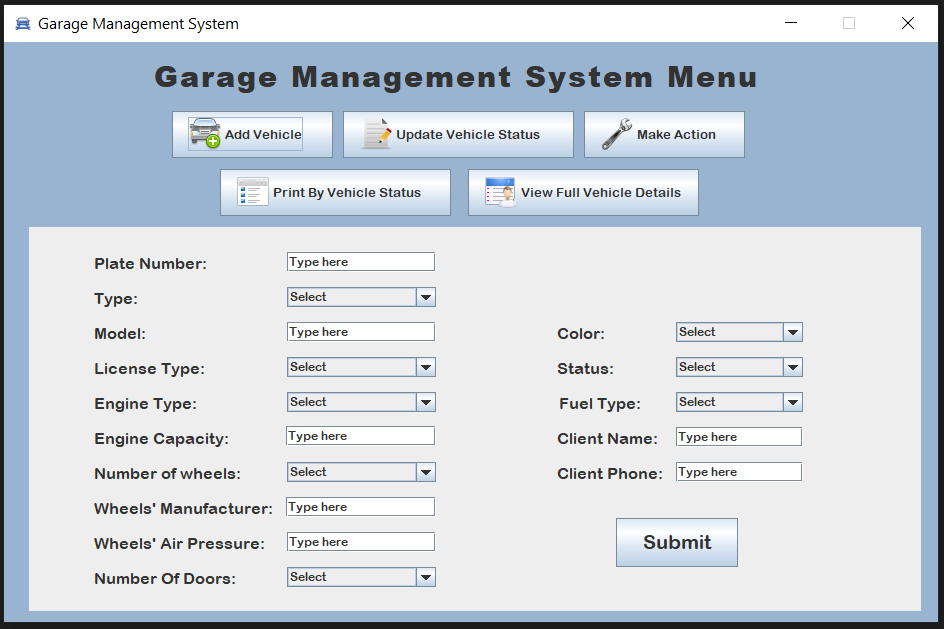 Garage Management System
Garage Management System Menu
Add Vehicle
Update Vehicle Status
Make Action
Print By Vehicle Status
View Full Vehicle Details
Plate Number: Type here
Type: Select
Model: Type here
Color: Select
License Type: Select
Status: Select
Engine Type: Select
Fuel Type: Select
Engine Capacity: Type here
Client Name: Type here
Number of wheels: Select
Client Phone: Type here
Wheels' Manufacturer: Type here
Wheels' Air Pressure: Type here
Submit
Number Of Doors: Select